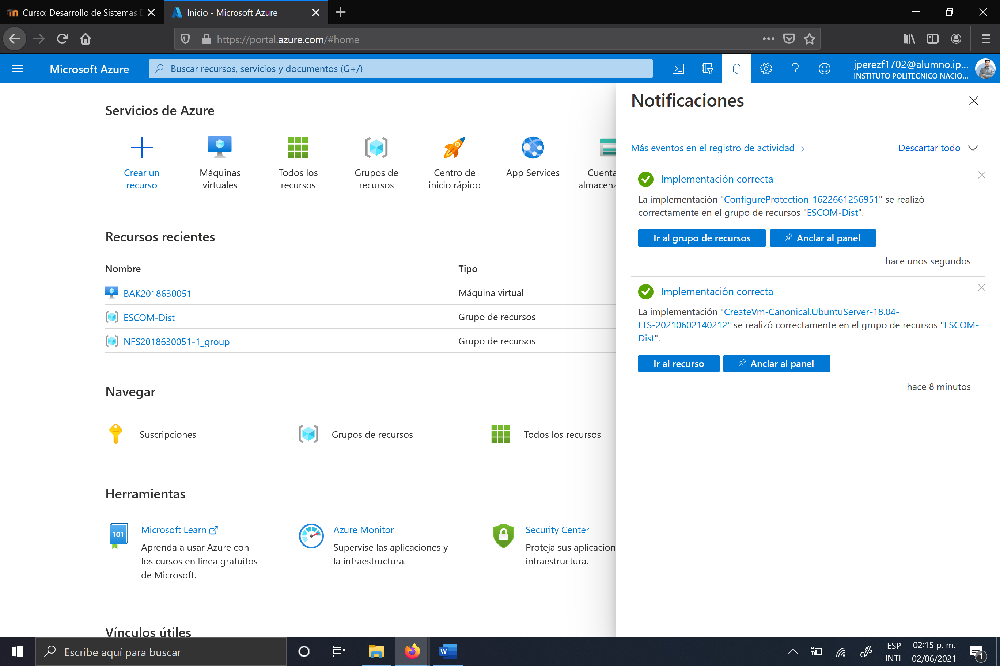 Curso: Desarrollo de Sistemas D
Inicio - Microsoft Azure
https://portal.azure.com/#home
Microsoft Azure
Buscar recursos, servicios y documentos (G+/)
jperezf1702@alumno.ip...
INSTITUTO POLITECNICO NACIO...
Servicios de Azure
Crear un
recurso
Máquinas
virtuales
Todos los
recursos
Grupos de
recursos
Centro de
inicio rápido
App Services
Cuenta
almacena
Recursos recientes
Nombre
Tipo
BAK2018630051
Máquina virtual
ESCOM-Dist
Grupo de recursos
NFS2018630051-1_group
Grupo de recursos
Navegar
Suscripciones
Grupos de recursos
Todos los recursos
Herramientas
101
Microsoft Learn
Aprenda a usar Azure con
los cursos en línea gratuitos
de Microsoft.
Azure Monitor
Supervise las aplicaciones y
la infraestructura.
Security Center
Proteja sus aplicacion
infraestructura.
Vínculos útiles
Notificaciones
Más eventos en el registro de actividad→
Descartar todo
Implementación correcta
La implementación "ConfigureProtection-1622661256951" se realizó
correctamente en el grupo de recursos "ESCOM-Dist".
Ir al grupo de recursos
Anclar al panel
hace unos segundos
Implementación correcta
La implementación "CreateVm-Canonical.UbuntuServer-18.04-
LTS-20210602140212" se realizó correctamente en el grupo de recursos "ESCOM-
Dist".
Ir al recurso
Anclar al panel
hace 8 minutos
Escribe aquí para buscar
W
ESP
INTL
02:15 p. m.
02/06/2021
1